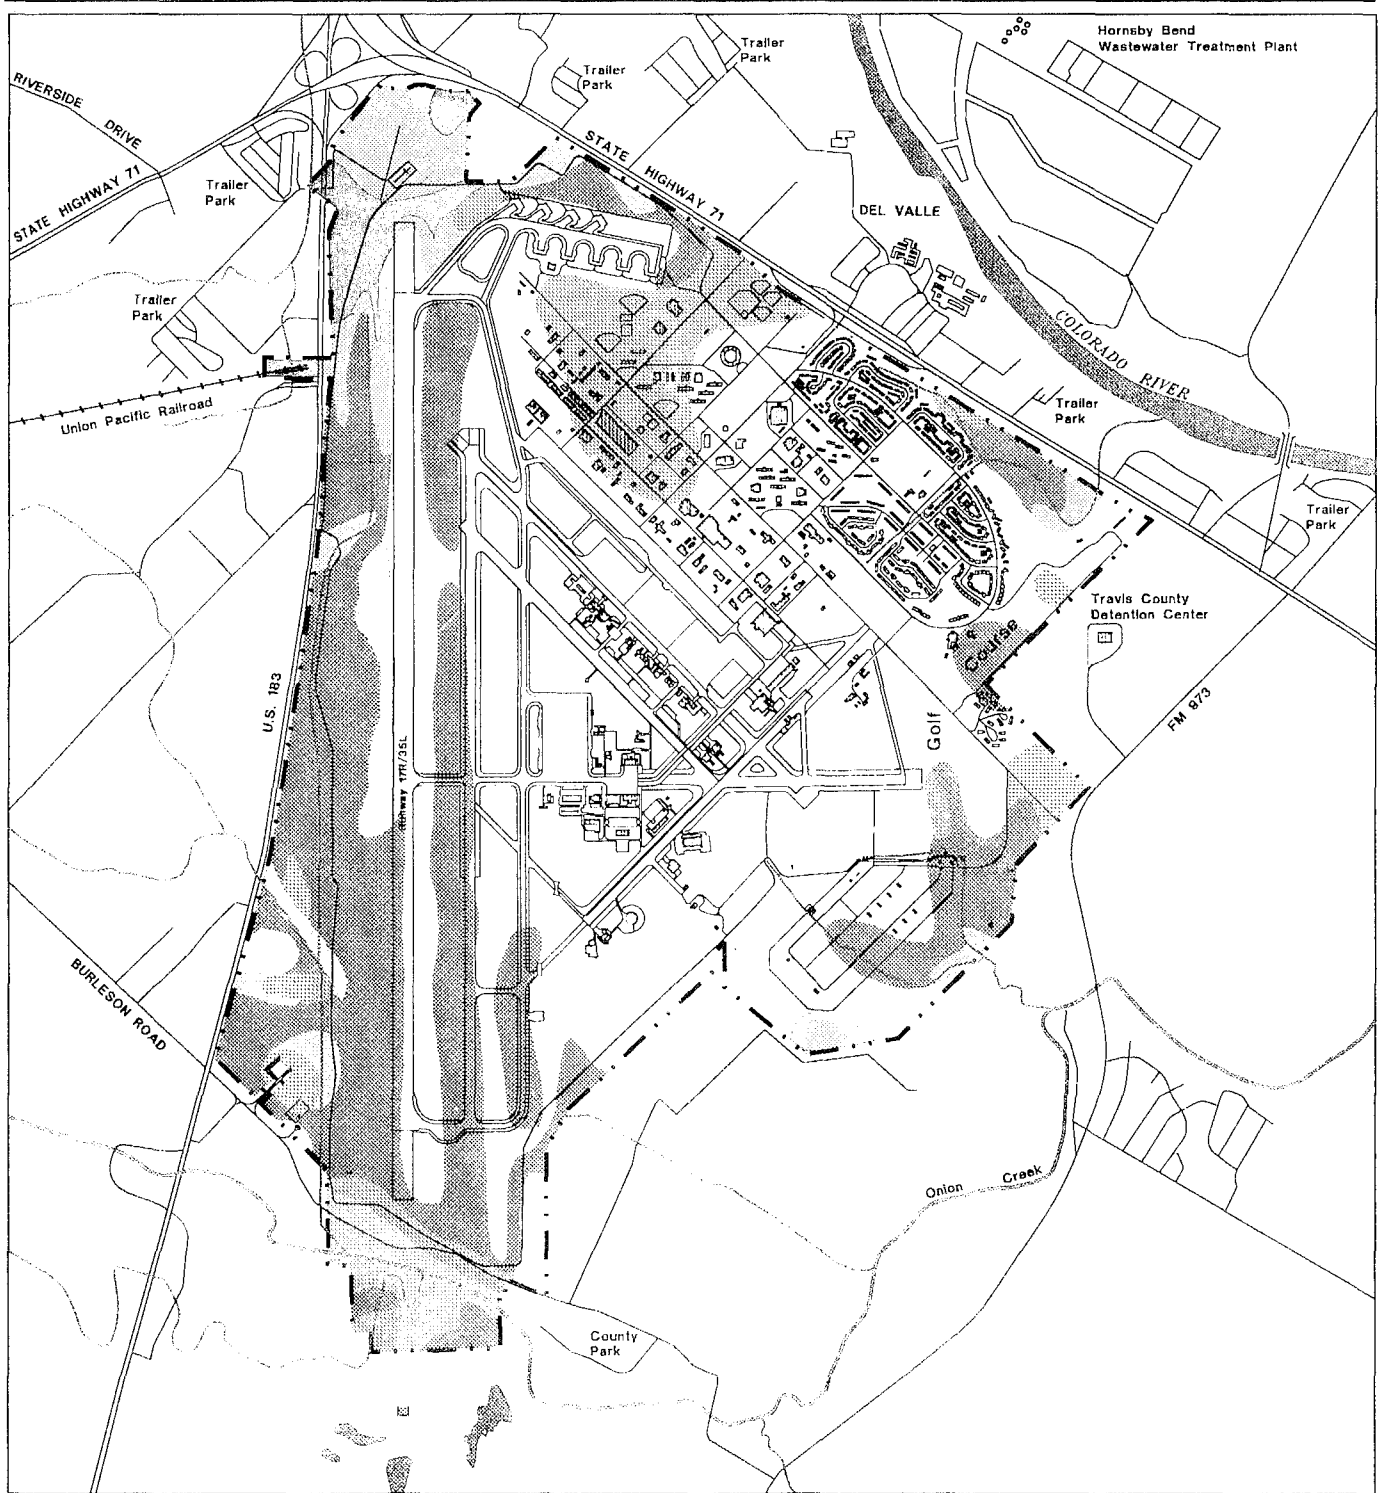 Hornsby Bend
Wastewater Treatment Plant
Trailer
Park
Trailer
Park
RIVERSIDE
DRIVE
STATE HIGHWAY 71
STATE HIGHWAY 71
Trailer
Park
DEL VALLE
Trailer
Park
COLORADO RIVER
Union Pacific Railroad
Trailer
Park
Trailer
Park
Travis County
Detention Center
U.S. 183
Golf Course
FM 973
Runway 17R/35L
BURLESON ROAD
Onion Creek
County
Park